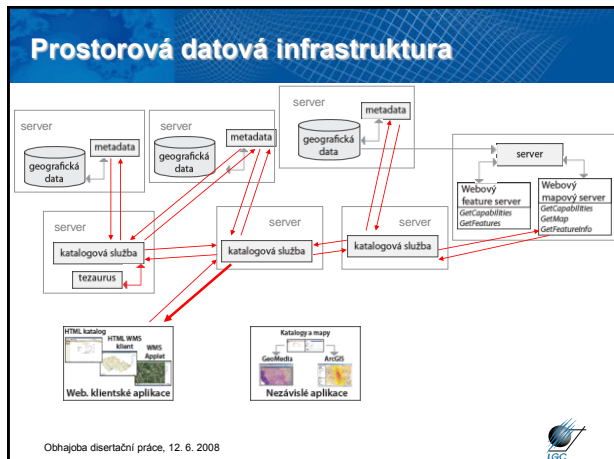 Prostorová datová infrastruktura
server
metadata
geografická
data
server
metadata
geografická
data
server
metadata
geografická
data
server
Webový
feature server
GetCapabilities
GetFeatures
Webový
mapový server
GetCapabilities
GetMap
GetFeatureInfo
server
katalogová služba
tezaurus
server
katalogová služba
server
katalogová služba
HTML katalog
HTML WMS
klient
WMS
Applet
Web. klientské aplikace
Katalogy a mapy
GeoMedia
ArcGIS
Nezávislé aplikace
Obhajoba disertační práce, 12. 6. 2008
LGC